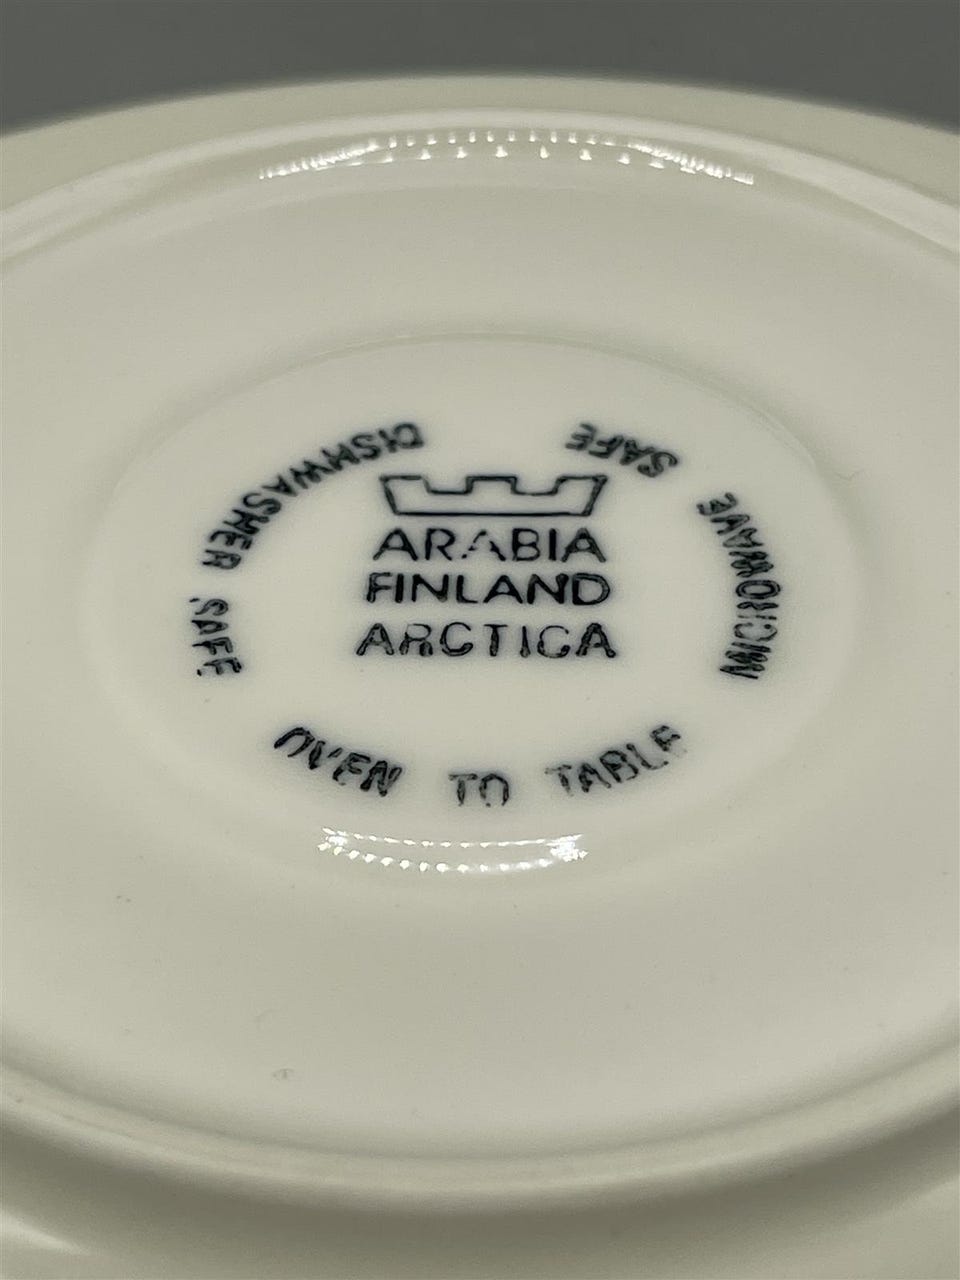 ARABIA
FINLAND
ARCTICA
DISHWASHER SAFE
OVEN TO TABLE
MICROWAVE SAFE